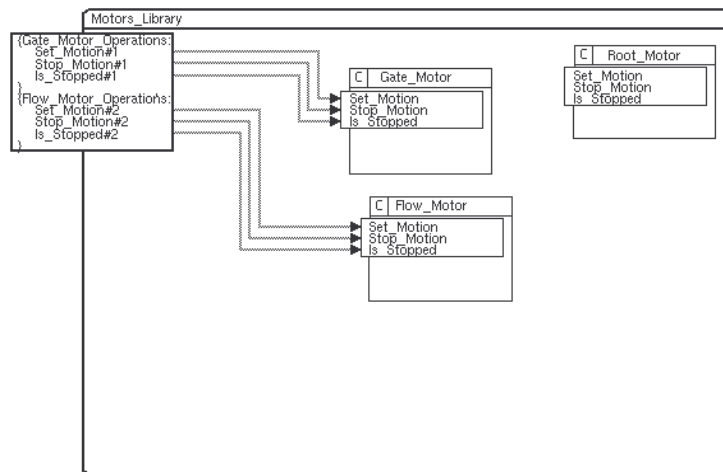 Motors_Library
{Gate_Motor_Operations:
Set_Motion#1
Stop_Motion#1
Is_Stopped#1
}
{Flow_Motor_Operations:
Set_Motion#2
Stop_Motion#2
Is_Stopped#2
}
C Gate_Motor
Set_Motion
Stop_Motion
Is_Stopped
C Root_Motor
Set_Motion
Stop_Motion
Is_Stopped
C Flow_Motor
Set_Motion
Stop_Motion
Is_Stopped